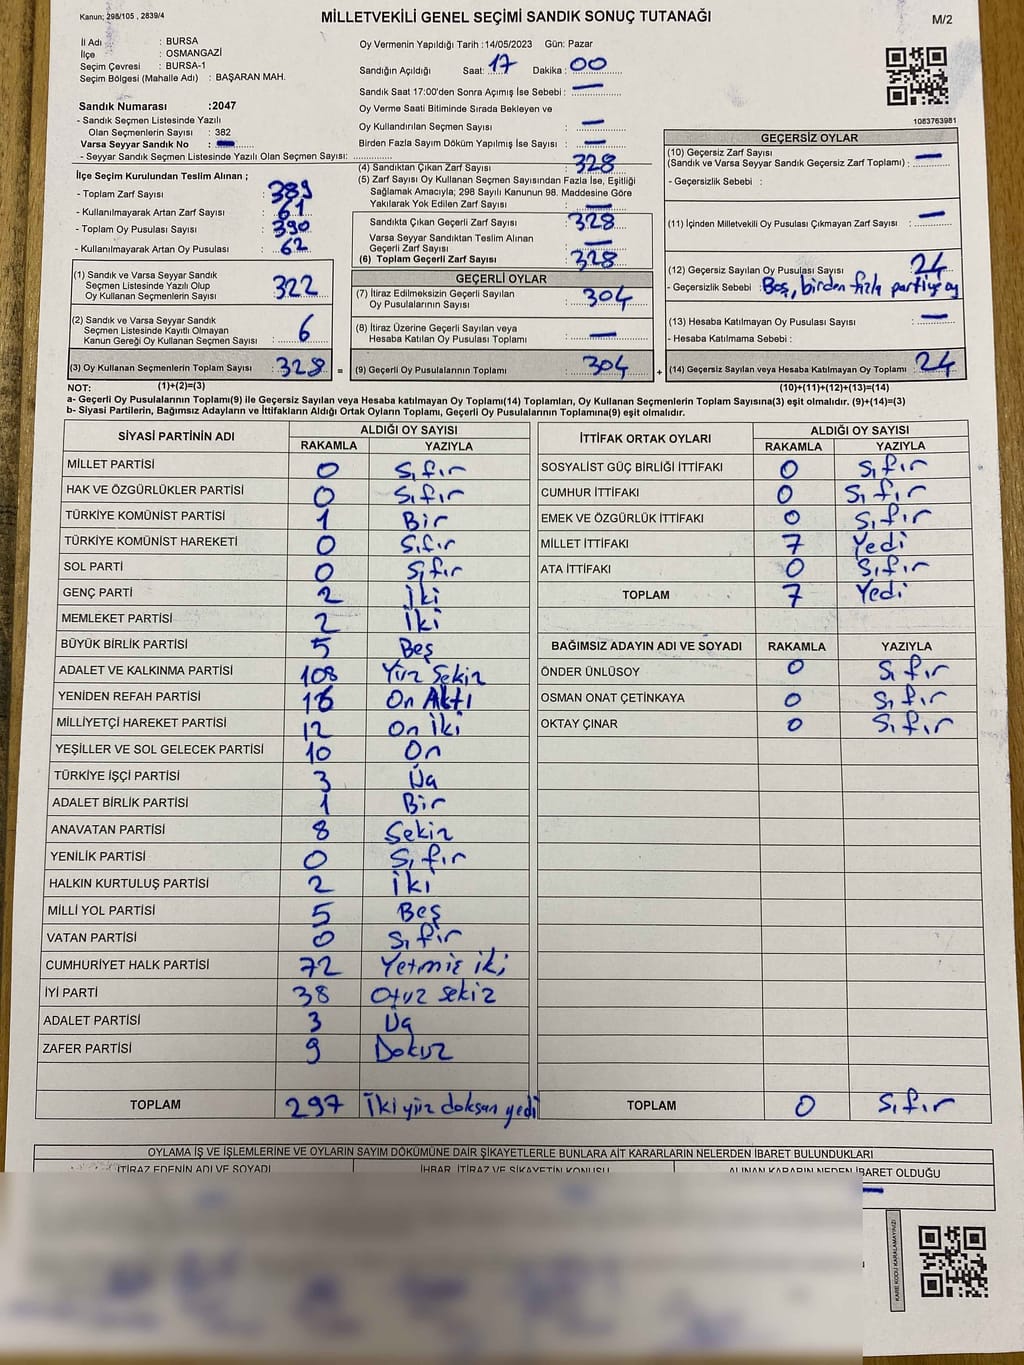 Kanun; 298/105 , 2839/4
MİLLETVEKİLİ GENEL SEÇİMİ SANDIK SONUÇ TUTANAĞI
M/2
İl Adı : BURSA
İlçe : OSMANGAZİ
Seçim Çevresi : BURSA-1
Seçim Bölgesi (Mahalle Adı) : BAŞARAN MAH.
Sandık Numarası :2047
- Sandık Seçmen Listesinde Yazılı
Olan Seçmenlerin Sayısı : 382
Varsa Seyyar Sandık No : —
- Seyyar Sandık Seçmen Listesinde Yazılı Olan Seçmen Sayısı:
İlçe Seçim Kurulundan Teslim Alınan ;
- Toplam Zarf Sayısı : 389
- Kullanılmayarak Artan Zarf Sayısı : 61
- Toplam Oy Pusulası Sayısı : 390
- Kullanılmayarak Artan Oy Pusulası : 62
(1) Sandık ve Varsa Seyyar Sandık
Seçmen Listesinde Yazılı Olup
Oy Kullanan Seçmenlerin Sayısı : 322
(2) Sandık ve Varsa Seyyar Sandık
Seçmen Listesinde Kayıtlı Olmayan
Kanun Gereği Oy Kullanan Seçmen Sayısı : 6
(3) Oy Kullanan Seçmenlerin Toplam Sayısı : 328
Oy Vermenin Yapıldığı Tarih :14/05/2023 Gün: Pazar
Sandığın Açıldığı Saat: 17 Dakika : 00
Sandık Saat 17:00'den Sonra Açımış İse Sebebi : —
Oy Verme Saati Bitiminde Sırada Bekleyen ve
Oy Kullandırılan Seçmen Sayısı : —
Birden Fazla Sayım Döküm Yapılmış İse Sayısı : —
(4) Sandıktan Çıkan Zarf Sayısı : 328
(5) Zarf Sayısı Oy Kullanan Seçmen Sayısından Fazla İse, Eşitliği
Sağlamak Amacıyla; 298 Sayılı Kanunun 98. Maddesine Göre
Yakılarak Yok Edilen Zarf Sayısı : —
Sandıkta Çıkan Geçerli Zarf Sayısı : 328
Varsa Seyyar Sandıktan Teslim Alınan
Geçerli Zarf Sayısı : —
(6) Toplam Geçerli Zarf Sayısı : 328
GEÇERLİ OYLAR
(7) İtiraz Edilmeksizin Geçerli Sayılan
Oy Pusulalarının Sayısı : 304
(8) İtiraz Üzerine Geçerli Sayılan veya
Hesaba Katılan Oy Pusulası Toplamı : —
= (9) Geçerli Oy Pusulalarının Toplamı : 304
1083763981
GEÇERSİZ OYLAR
(10) Geçersiz Zarf Sayısı
(Sandık ve Varsa Seyyar Sandık Geçersiz Zarf Toplamı) : —
- Geçersizlik Sebebi :
(11) İçinden Milletvekili Oy Pusulası Çıkmayan Zarf Sayısı : —
(12) Geçersiz Sayılan Oy Pusulası Sayısı : 24
- Geçersizlik Sebebi : Boş, birden fizla partiye oy
(13) Hesaba Katılmayan Oy Pusulası Sayısı : —
- Hesaba Katılmama Sebebi :
+ (14) Geçersiz Sayılan veya Hesaba Katılmayan Oy Toplamı : 24
NOT: (1)+(2)=(3) (10)+(11)+(12)+(13)=(14)
a- Geçerli Oy Pusulalarının Toplamı(9) ile Geçersiz Sayılan veya Hesaba Katılmayan Oy Toplamı(14) Toplamları, Oy Kullanan Seçmenlerin Toplam Sayısına(3) eşit olmalıdır. (9)+(14)=(3)
b- Siyasi Partilerin, Bağımsız Adayların ve İttifakların Aldığı Ortak Oyların Toplamı, Geçerli Oy Pusulalarının Toplamına(9) eşit olmalıdır.
SİYASİ PARTİNİN ADI ALDIĞI OY SAYISI
RAKAMLA YAZIYLA
MİLLET PARTİSİ 0 Sıfır
HAK VE ÖZGÜRLÜKLER PARTİSİ 0 Sıfır
TÜRKİYE KOMÜNİST PARTİSİ 1 Bir
TÜRKİYE KOMÜNİST HAREKETİ 0 Sıfır
SOL PARTİ 0 Sıfır
GENÇ PARTİ 2 İki
MEMLEKET PARTİSİ 2 İki
BÜYÜK BİRLİK PARTİSİ 5 Beş
ADALET VE KALKINMA PARTİSİ 108 Yüz Sekiz
YENİDEN REFAH PARTİSİ 16 On Altı
MİLLİYETÇİ HAREKET PARTİSİ 12 On İki
YEŞİLLER VE SOL GELECEK PARTİSİ 10 On
TÜRKİYE İŞÇİ PARTİSİ 3 Üç
ADALET BİRLİK PARTİSİ 1 Bir
ANAVATAN PARTİSİ 8 Sekiz
YENİLİK PARTİSİ 0 Sıfır
HALKIN KURTULUŞ PARTİSİ 2 İki
MİLLİ YOL PARTİSİ 5 Beş
VATAN PARTİSİ 0 Sıfır
CUMHURİYET HALK PARTİSİ 72 Yetmiş iki
İYİ PARTİ 38 Otuz sekiz
ADALET PARTİSİ 3 Üç
ZAFER PARTİSİ 9 Dokuz
TOPLAM 297 İki yüz doksan yedi
İTTİFAK ORTAK OYLARI ALDIĞI OY SAYISI
RAKAMLA YAZIYLA
SOSYALİST GÜÇ BİRLİĞİ İTTİFAKI 0 Sıfır
CUMHUR İTTİFAKI 0 Sıfır
EMEK VE ÖZGÜRLÜK İTTİFAKI 0 Sıfır
MİLLET İTTİFAKI 7 Yedi
ATA İTTİFAKI 0 Sıfır
TOPLAM 7 Yedi
BAĞIMSIZ ADAYIN ADI VE SOYADI RAKAMLA YAZIYLA
ÖNDER ÜNLÜSOY 0 Sıfır
OSMAN ONAT ÇETİNKAYA 0 Sıfır
OKTAY ÇINAR 0 Sıfır
TOPLAM 0 Sıfır
OYLAMA İŞ VE İŞLEMLERİNE VE OYLARIN SAYIM DÖKÜMÜNE DAİR ŞİKAYETLERLE BUNLARA AİT KARARLARIN NELERDEN İBARET BULUNDUKLARI
İTİRAZ EDENİN ADI VE SOYADI İHBAR, İTİRAZ VE ŞİKAYETİN KONUSU ALINAN KARARIN NEDEN İBARET OLDUĞU
KARE KODU KARALAMAYINIZ!